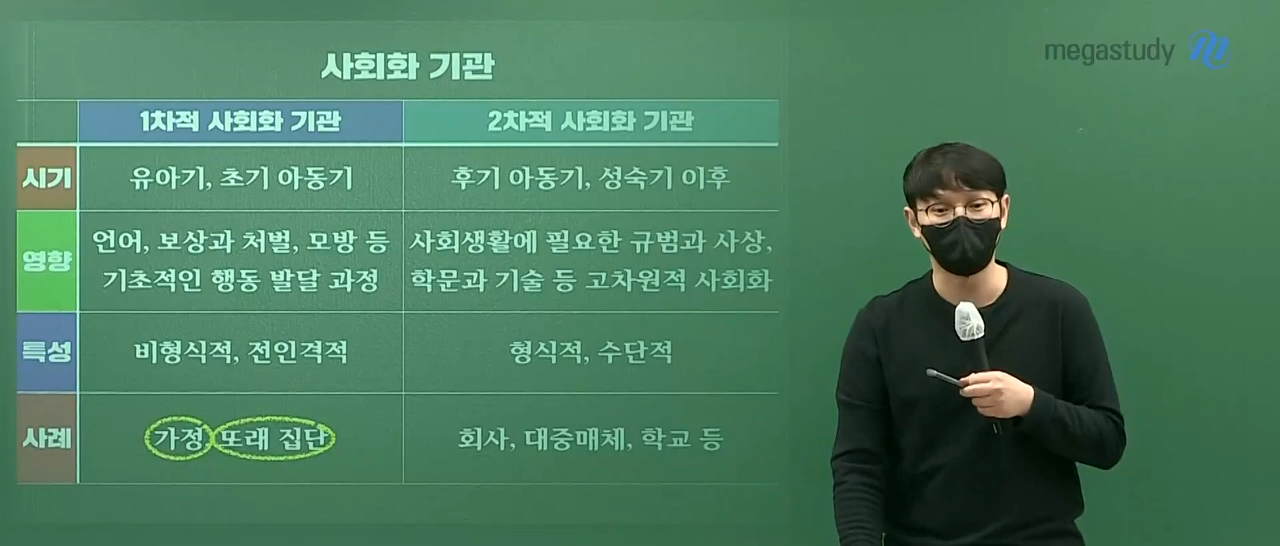 megastudy
사회화 기관
1차적 사회화 기관
2차적 사회화 기관
시기
유아기, 초기 아동기
후기 아동기, 성숙기 이후
영향
언어, 보상과 처벌, 모방 등
기초적인 행동 발달 과정
사회생활에 필요한 규범과 사상,
학문과 기술 등 고차원적 사회화
특성
비형식적, 전인격적
형식적, 수단적
사례
가정, 또래 집단
회사, 대중매체, 학교 등